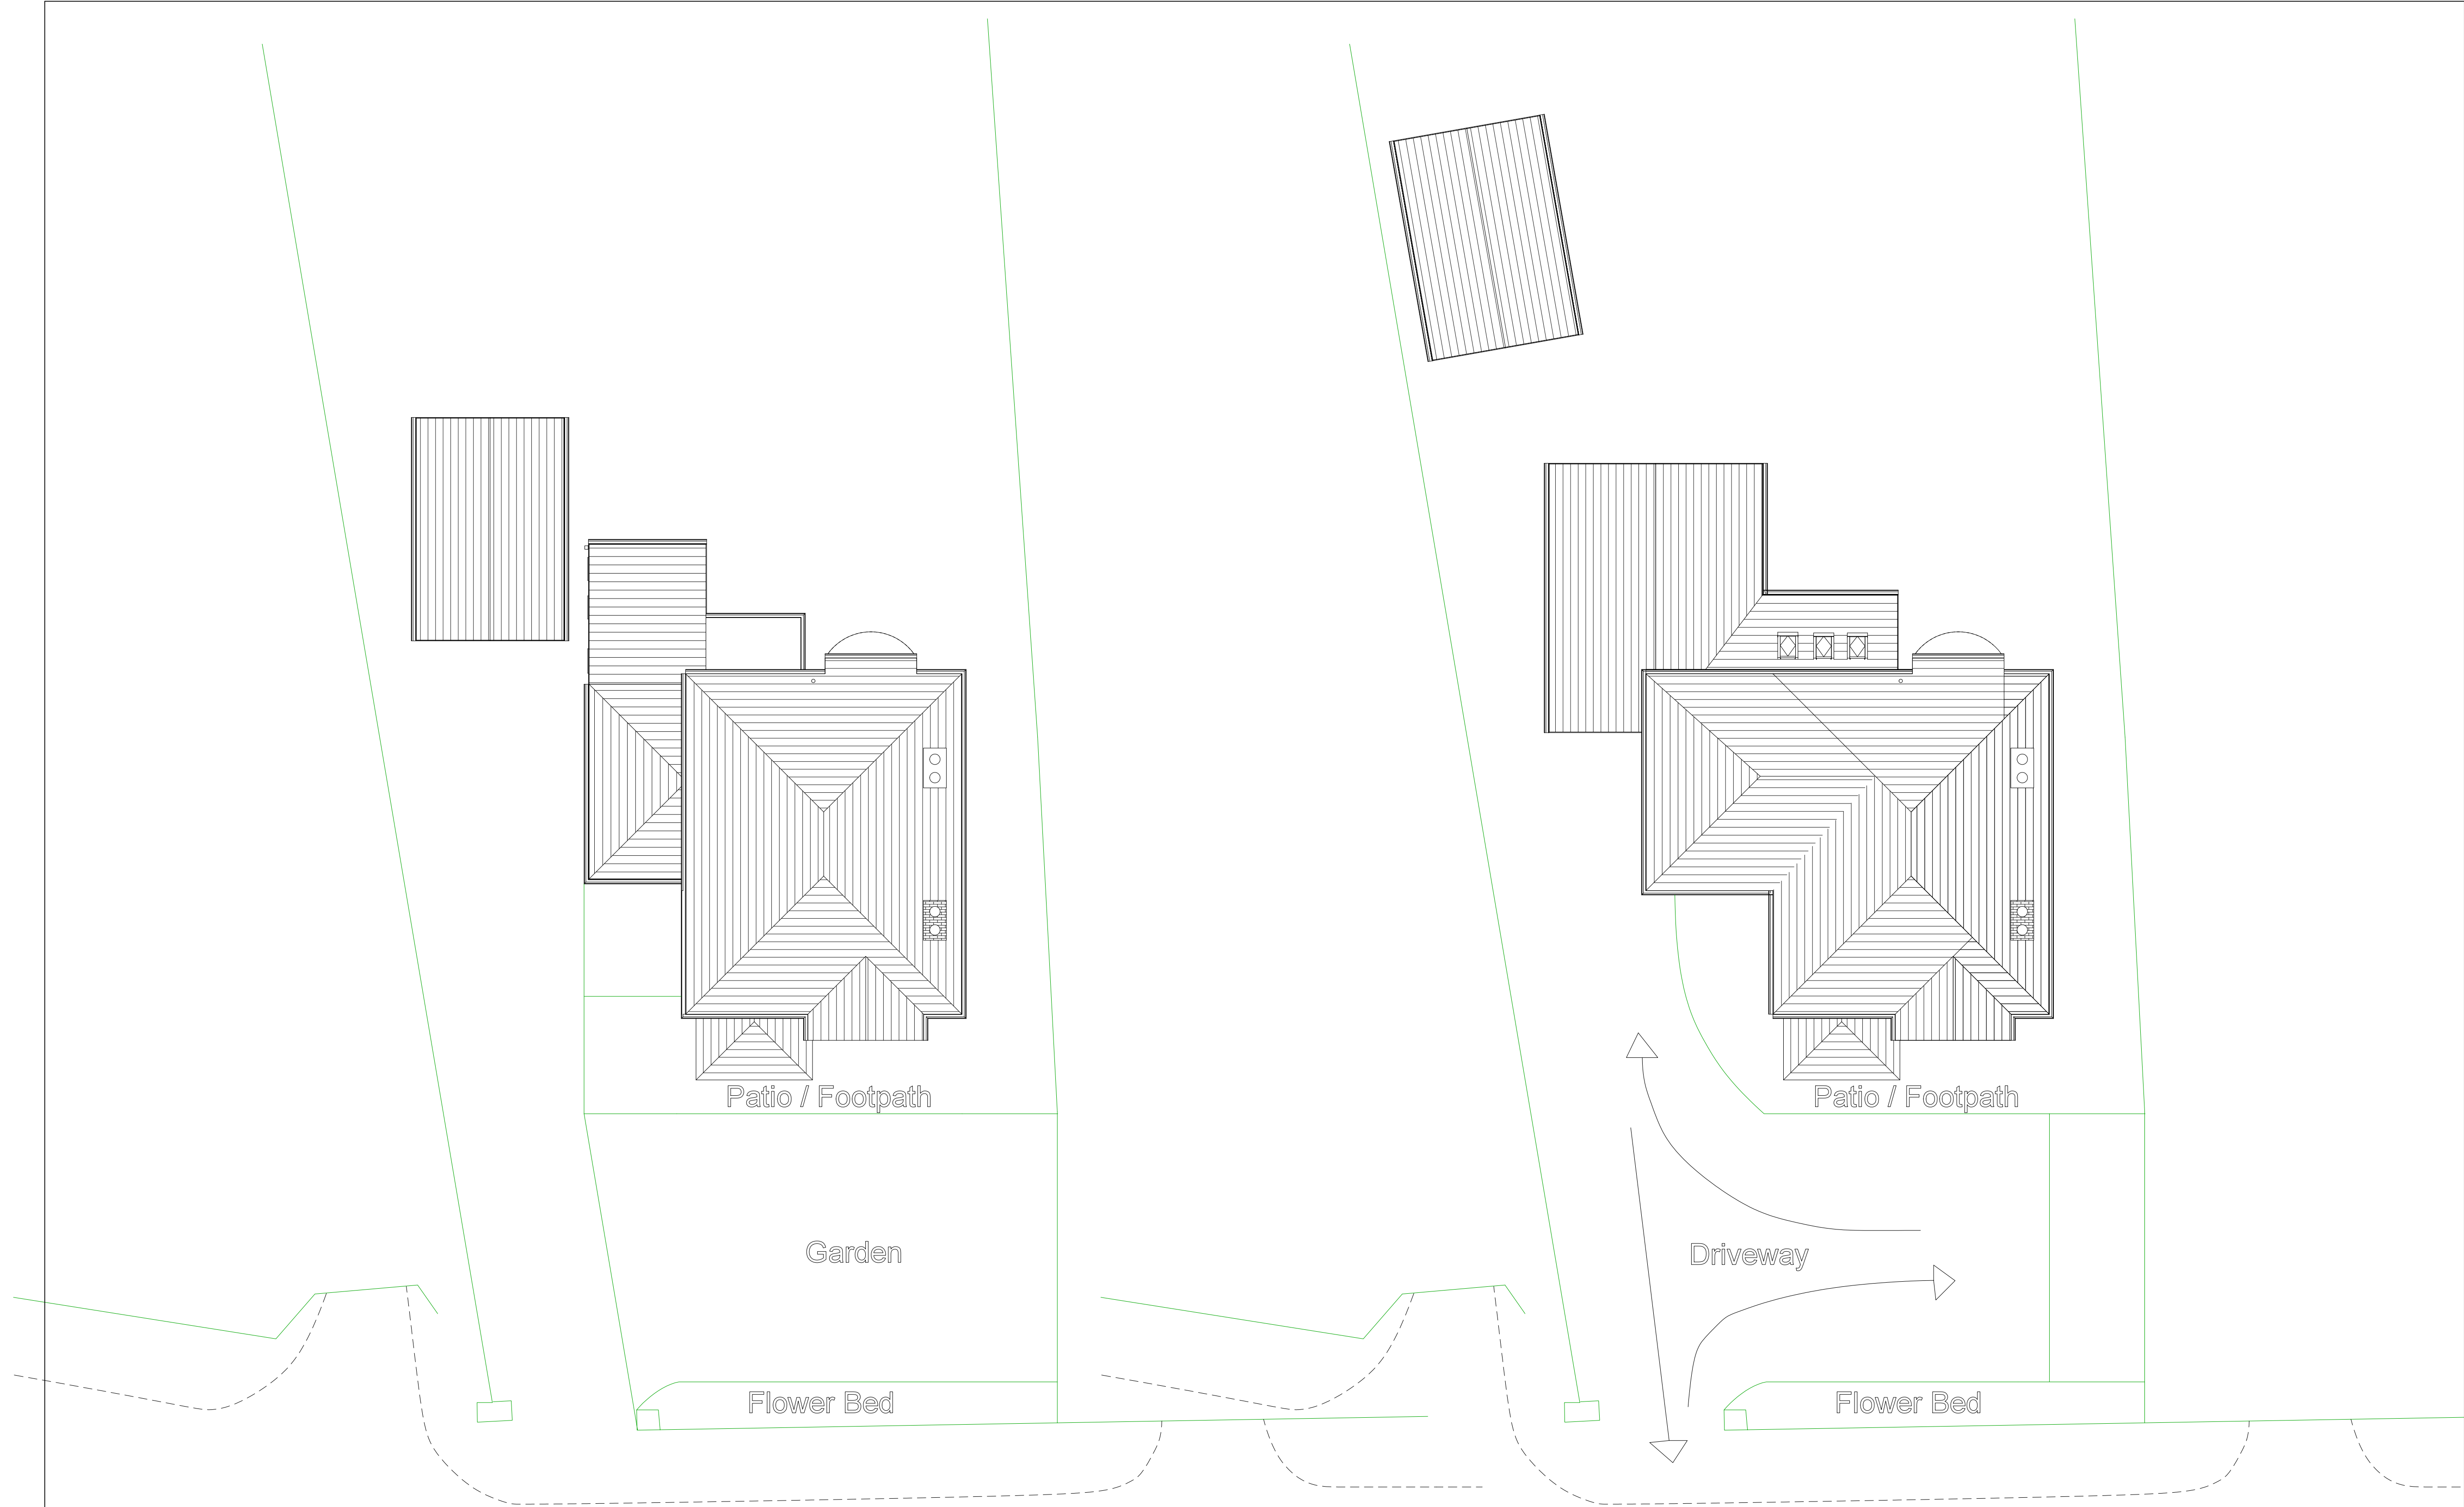 Patio / Footpath
Garden
Flower Bed
Patio / Footpath
Driveway
Flower Bed